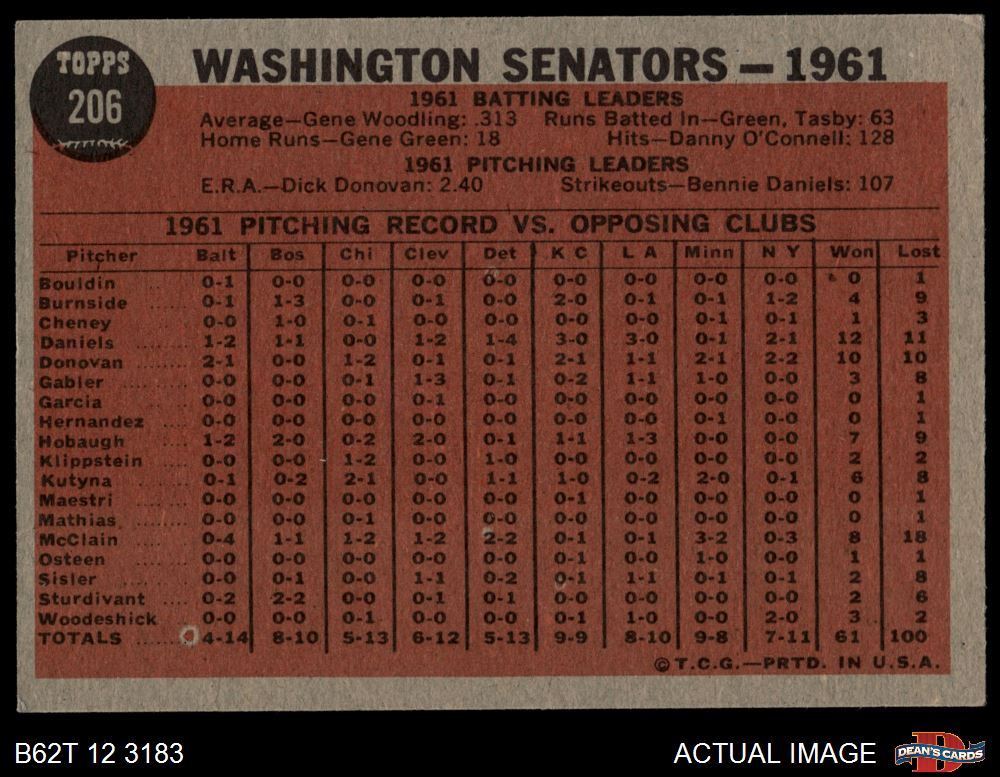 TOPPS
206
WASHINGTON SENATORS — 1961
1961 BATTING LEADERS
Average—Gene Woodling: .313 Runs Batted In—Green, Tasby: 63
Home Runs—Gene Green: 18 Hits—Danny O'Connell: 128
1961 PITCHING LEADERS
E.R.A.—Dick Donovan: 2.40 Strikeouts—Bennie Daniels: 107
1961 PITCHING RECORD VS. OPPOSING CLUBS
Pitcher Balt Bos Chi Clev Det K C L A Minn N Y Won Lost
Bouldin 0-1 0-0 0-0 0-0 0-0 0-0 0-0 0-0 0-0 0 1
Burnside 0-1 1-3 0-0 0-1 0-0 2-0 0-1 0-1 1-2 4 9
Cheney 0-0 1-0 0-1 0-0 0-0 0-0 0-0 0-1 0-1 1 3
Daniels 1-2 1-1 0-0 1-2 1-4 3-0 3-0 0-1 2-1 12 11
Donovan 2-1 0-0 1-2 0-1 0-1 2-1 1-1 2-1 2-2 10 10
Gabler 0-0 0-0 0-1 1-3 0-1 0-2 1-1 1-0 0-0 3 8
Garcia 0-0 0-0 0-0 0-1 0-0 0-0 0-0 0-0 0-0 0 1
Hernandez 0-0 0-0 0-0 0-0 0-0 0-0 0-0 0-1 0-0 0 1
Hobaugh 1-2 2-0 0-2 2-0 0-1 1-1 1-3 0-0 0-0 7 9
Klippstein 0-0 0-0 1-2 0-0 1-0 0-0 0-0 0-0 0-0 2 2
Kutyna 0-1 0-2 2-1 0-0 1-1 1-0 0-2 2-0 0-1 6 8
Maestri 0-0 0-0 0-0 0-0 0-0 0-1 0-0 0-0 0-0 0 1
Mathias 0-0 0-0 0-1 0-0 0-0 0-0 0-0 0-0 0-0 0 1
McClain 0-4 1-1 1-2 1-2 2-2 0-1 0-1 3-2 0-3 8 18
Osteen 0-0 0-0 0-0 0-0 0-0 0-1 0-0 1-0 0-0 1 1
Sisler 0-0 0-1 0-0 1-1 0-2 0-1 1-1 0-1 0-1 2 8
Sturdivant 0-2 2-2 0-0 0-1 0-1 0-0 0-0 0-0 0-0 2 6
Woodeshick 0-0 0-0 0-1 0-0 0-0 0-1 1-0 0-0 2-0 3 2
TOTALS 4-14 8-10 5-13 6-12 5-13 9-9 8-10 9-8 7-11 61 100
© T.C.G.—PRTD. IN U.S.A.
B62T 12 3183 ACTUAL IMAGE DEAN'S CARDS